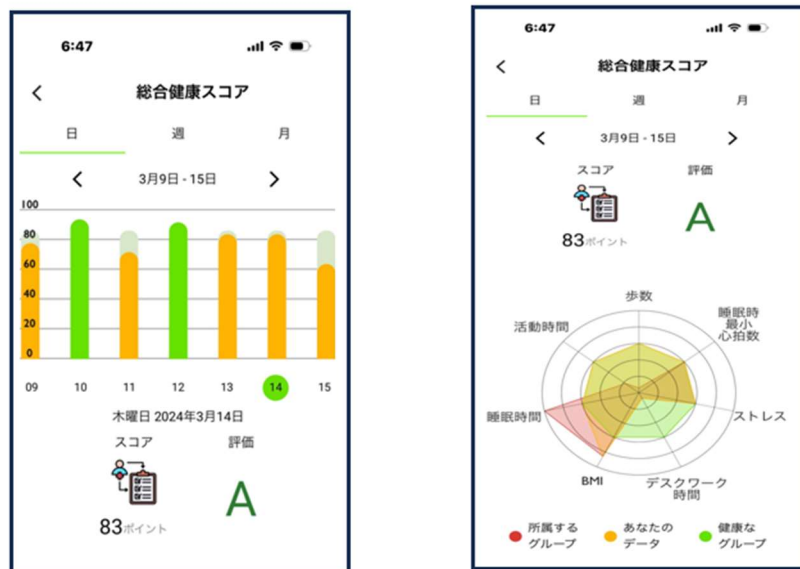 6:47
総合健康スコア
日 週 月
3月9日 - 15日
100
80
60
40
20
0
09 10 11 12 13 14 15
木曜日 2024年3月14日
スコア 評価
83ポイント A
6:47
総合健康スコア
日 週 月
3月9日 - 15日
スコア 評価
83ポイント A
歩数
睡眠時
最小
心拍数
活動時間
睡眠時間
ストレス
BMI
デスクワーク
時間
所属する
グループ
あなたの
データ
健康な
グループ